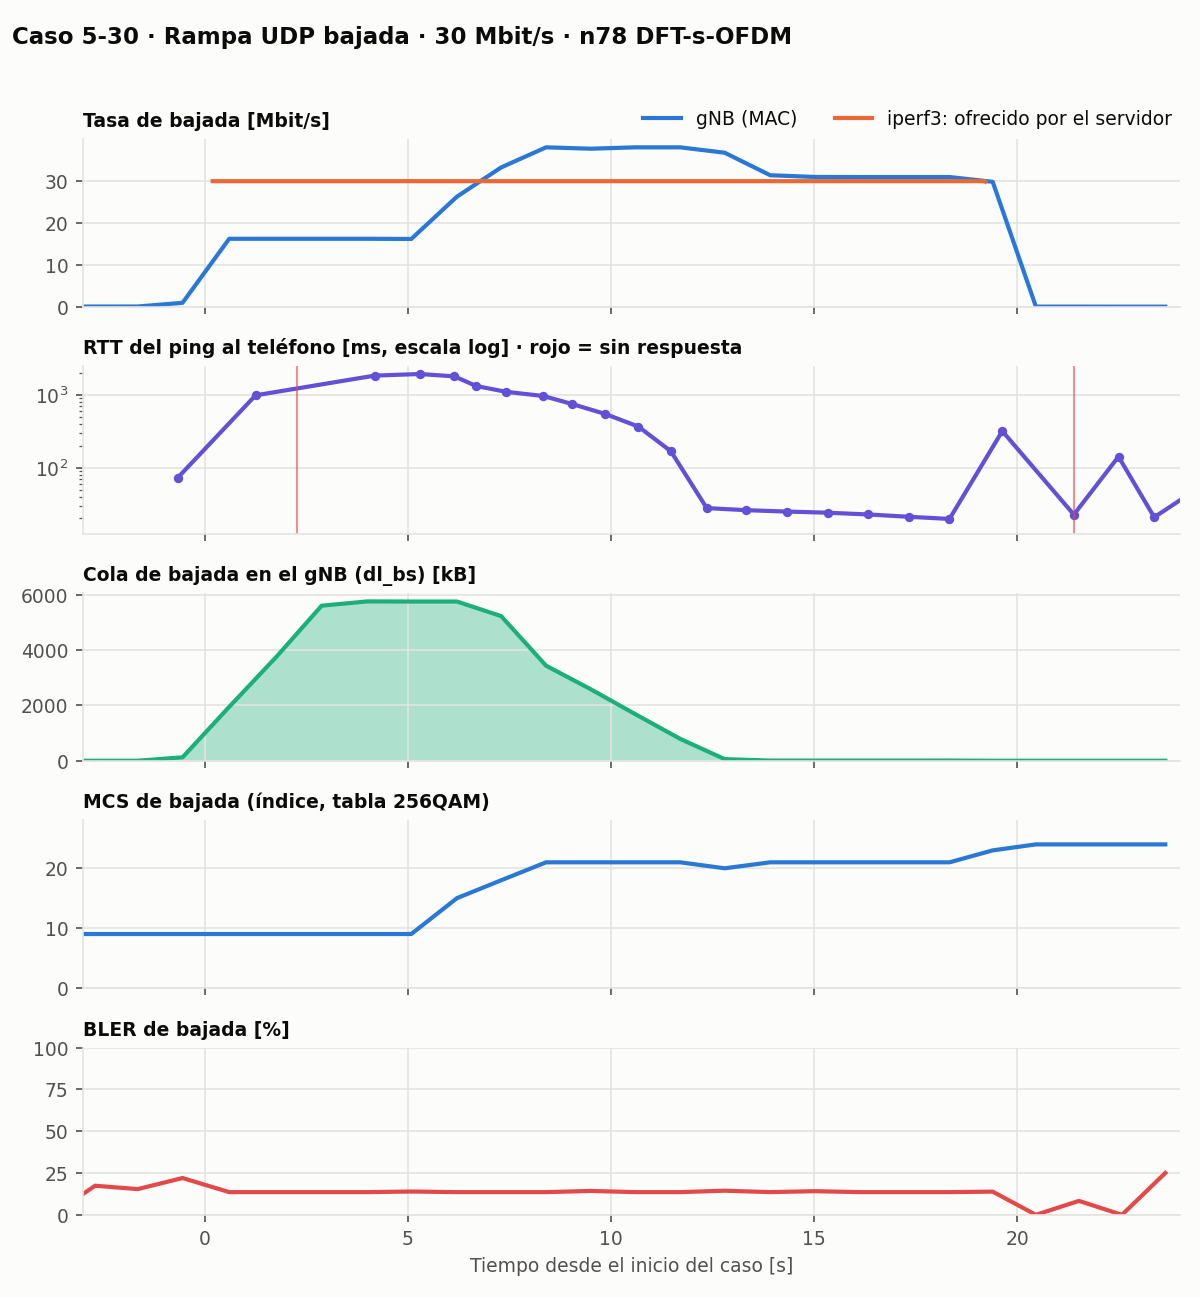 Caso 5-30 · Rampa UDP bajada · 30 Mbit/s · n78 DFT-s-OFDM
Tasa de bajada [Mbit/s]
gNB (MAC)
iperf3: ofrecido por el servidor
30
20
10
0
RTT del ping al teléfono [ms, escala log] · rojo = sin respuesta
10³
10²
Cola de bajada en el gNB (dl_bs) [kB]
6000
4000
2000
0
MCS de bajada (índice, tabla 256QAM)
20
10
0
BLER de bajada [%]
100
75
50
25
0
0 5 10 15 20
Tiempo desde el inicio del caso [s]